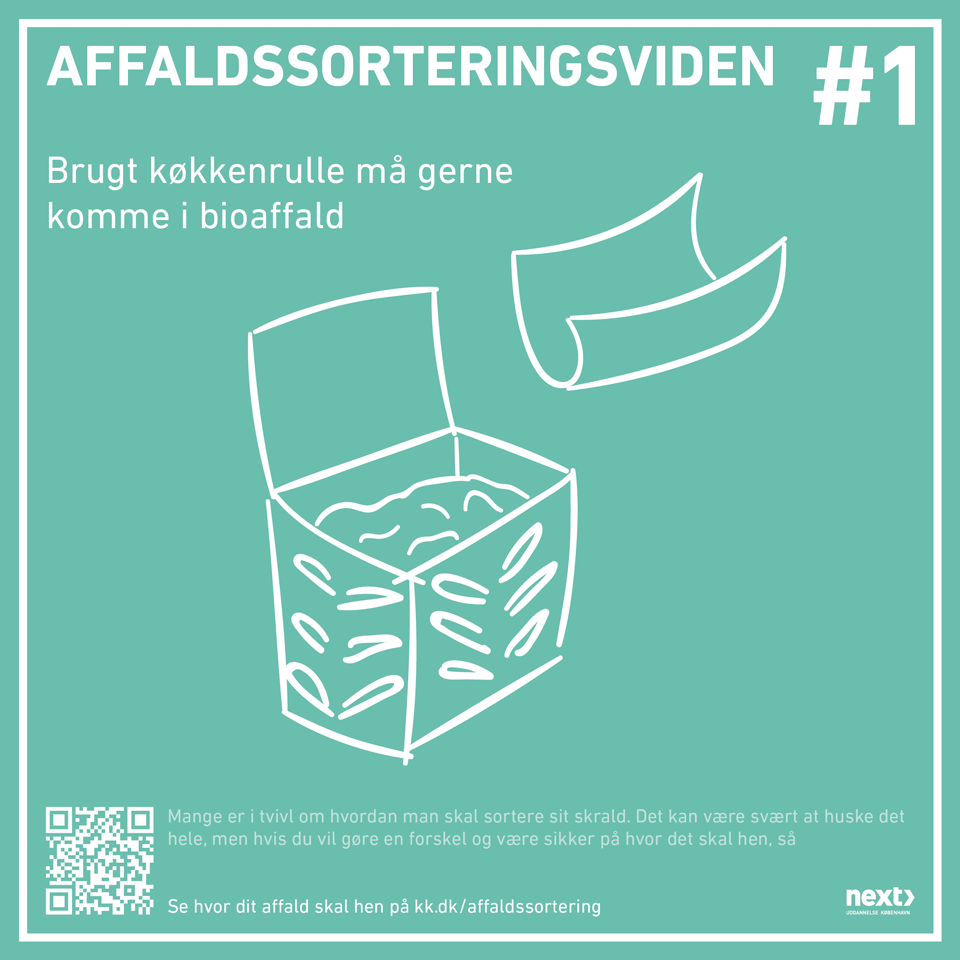 AFFALDSSORTERINGSVIDEN
#1
Brugt køkkenrulle må gerne
komme i bioaffald
Mange er i tvivl om hvordan man skal sortere sit skrald. Det kan være svært at huske det
hele, men hvis du vil gøre en forskel og være sikker på hvor det skal hen, så
Se hvor dit affald skal hen på kk.dk/affaldssortering
next
UDDANNELSE KØBENHAVN